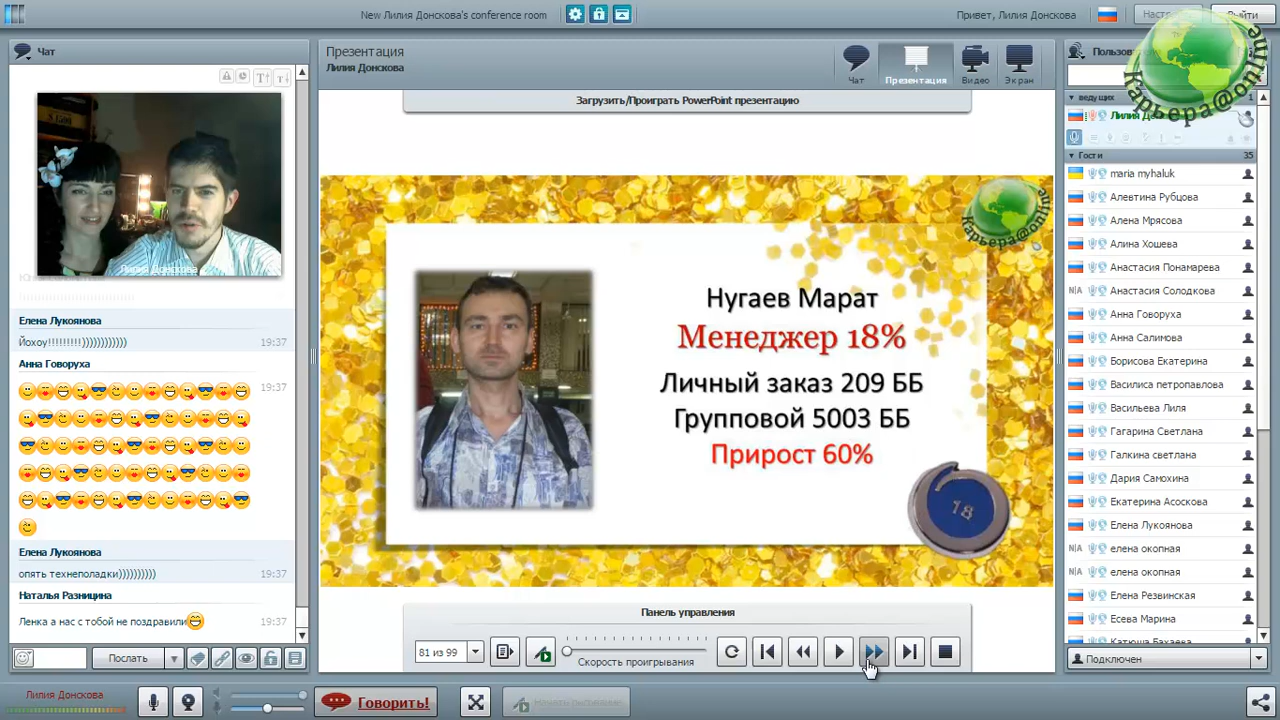 New Лилия Донскова's conference room
Привет, Лилия Донскова
Выйти
Чат
Презентация
Лилия Донскова
Чат
Презентация
Видео
Экран
Загрузить/Проиграть PowerPoint презентацию
карьера@online
Лилия Донскова
Елена Лукоянова
Йохоу!!!!!!!!!)))))))))))) 19:37
Анна Говоруха
19:37
Елена Лукоянова
опять технеполадки)))))))))) 19:37
Наталья Разницина
Ленка а нас с тобой не поздравили 19:37
Послать
карьера@online
Нугаев Марат
Менеджер 18%
Личный заказ 209 ББ
Групповой 5003 ББ
Прирост 60%
18
Панель управления
81 из 99
Скорость проигрывания
ведущих 1
Гости 35
maria myhaluk
Алевтина Рубцова
Алена Мрясова
Алина Хошева
Анастасия Понамарева
N|A Анастасия Солодкова
Анна Говоруха
Анна Салимова
Борисова Екатерина
Василиса петропавлова
Васильева Лиля
Гагарина Светлана
Галкина светлана
Дария Самохина
Екатерина Асоскова
Елена Лукоянова
N|A елена окопная
N|A елена окопная
Елена Резвинская
Есева Марина
Катюша Бахаева
Подключен
Лилия Донскова
Говорить!